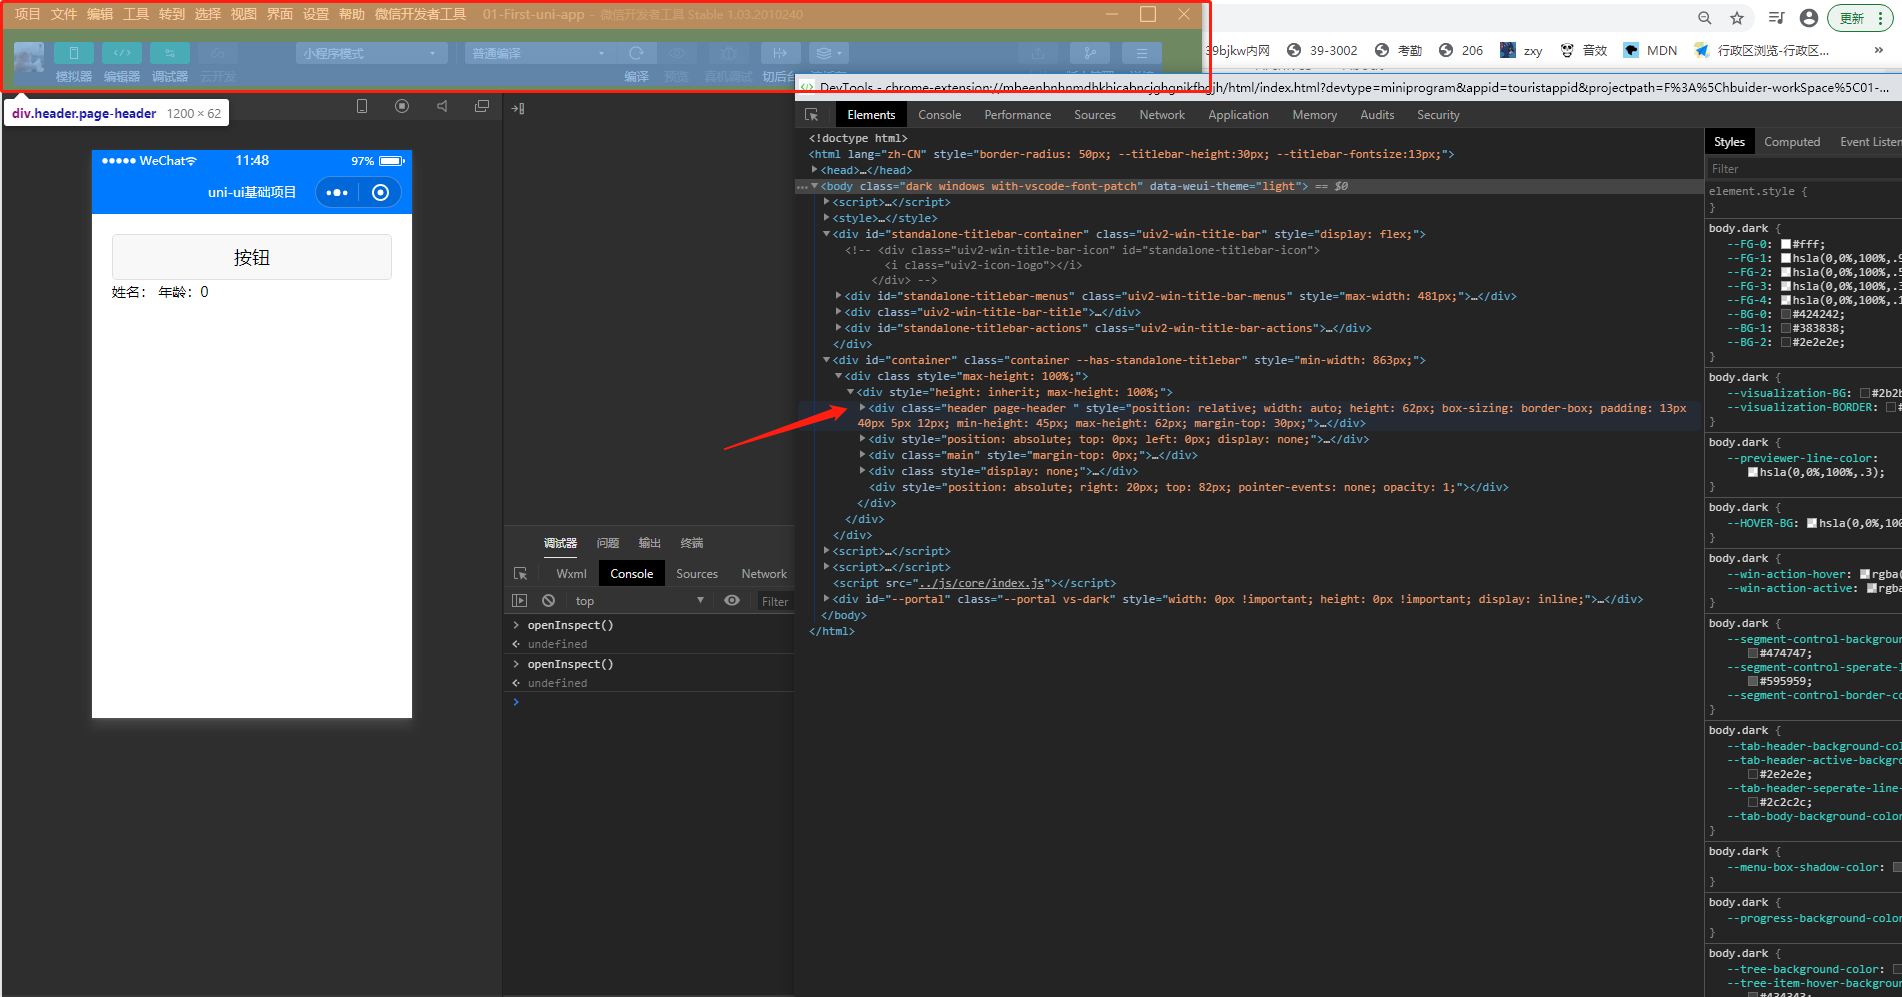 项目 文件 编辑 工具 转到 选择 视图 界面 设置 帮助 微信开发者工具 01-First-uni-app - 微信开发者工具 Stable 1.03.2010240
更新
模拟器 编辑器 调试器 云开发
小程序模式
普通编译
编译 预览 真机调试 切后台
39bjkw内网 39-3002 考勤 206 zxy 音效 MDN 行政区浏览-行政区... »
div.header.page-header 1200 × 62
DevTools - chrome-extension://
/html/index.html?devtype=miniprogram&appid=touristappid&projectpath=F%3A%5Chbuider-workSpace%5C01-...
WeChat 11:48 97%
uni-ui基础项目
按钮
姓名： 年龄：0
调试器 问题 输出 终端
Wxml Console Sources Network
top Filter
> openInspect()
undefined
> openInspect()
undefined
>
Elements Console Performance Sources Network Application Memory Audits Security
<!doctype html>
<html lang="zh-CN" style="border-radius: 50px; --titlebar-height:30px; --titlebar-fontsize:13px;">
<head>…</head>
<body class="dark windows with-vscode-font-patch" data-weui-theme="light"> == $0
<script>…</script>
<style>…</style>
<div id="standalone-titlebar-container" class="uiv2-win-title-bar" style="display: flex;">
<!-- <div class="uiv2-win-title-bar-icon" id="standalone-titlebar-icon">
<i class="uiv2-icon-logo"></i>
</div> -->
<div id="standalone-titlebar-menus" class="uiv2-win-title-bar-menus" style="max-width: 481px;">…</div>
<div class="uiv2-win-title-bar-title">…</div>
<div id="standalone-titlebar-actions" class="uiv2-win-title-bar-actions">…</div>
</div>
<div id="container" class="container --has-standalone-titlebar" style="min-width: 863px;">
<div class style="max-height: 100%;">
<div style="height: inherit; max-height: 100%;">
<div class="header page-header " style="position: relative; width: auto; height: 62px; box-sizing: border-box; padding: 13px
40px 5px 12px; min-height: 45px; max-height: 62px; margin-top: 30px;">…</div>
<div style="position: absolute; top: 0px; left: 0px; display: none;">…</div>
<div class="main" style="margin-top: 0px;">…</div>
<div class style="display: none;">…</div>
<div style="position: absolute; right: 20px; top: 82px; pointer-events: none; opacity: 1;"></div>
</div>
</div>
</div>
<script>…</script>
<script>…</script>
<script src="../js/core/index.js"></script>
<div id="--portal" class="--portal vs-dark" style="width: 0px !important; height: 0px !important; display: inline;">…</div>
</body>
</html>
Styles Computed Event Listen
Filter
element.style {
}
body.dark {
--FG-0: #fff;
--FG-1: hsla(0,0%,100%,.9
--FG-2: hsla(0,0%,100%,.5
--FG-3: hsla(0,0%,100%,.3
--FG-4: hsla(0,0%,100%,.1
--BG-0: #424242;
--BG-1: #383838;
--BG-2: #2e2e2e;
}
body.dark {
--visualization-BG: #2b2b
--visualization-BORDER: #
}
body.dark {
--previewer-line-color:
hsla(0,0%,100%,.3);
}
body.dark {
--HOVER-BG: hsla(0,0%,100
}
body.dark {
--win-action-hover: rgba(
--win-action-active: rgba
}
body.dark {
--segment-control-backgroun
#474747;
--segment-control-sperate-l
#595959;
--segment-control-border-co
}
body.dark {
--tab-header-background-colo
--tab-header-active-backgro
#2e2e2e;
--tab-header-seperate-line-
#2c2c2c;
--tab-body-background-color
}
body.dark {
--menu-box-shadow-color:
}
body.dark {
--progress-background-color
}
body.dark {
--tree-background-color:
--tree-item-hover-backgroun